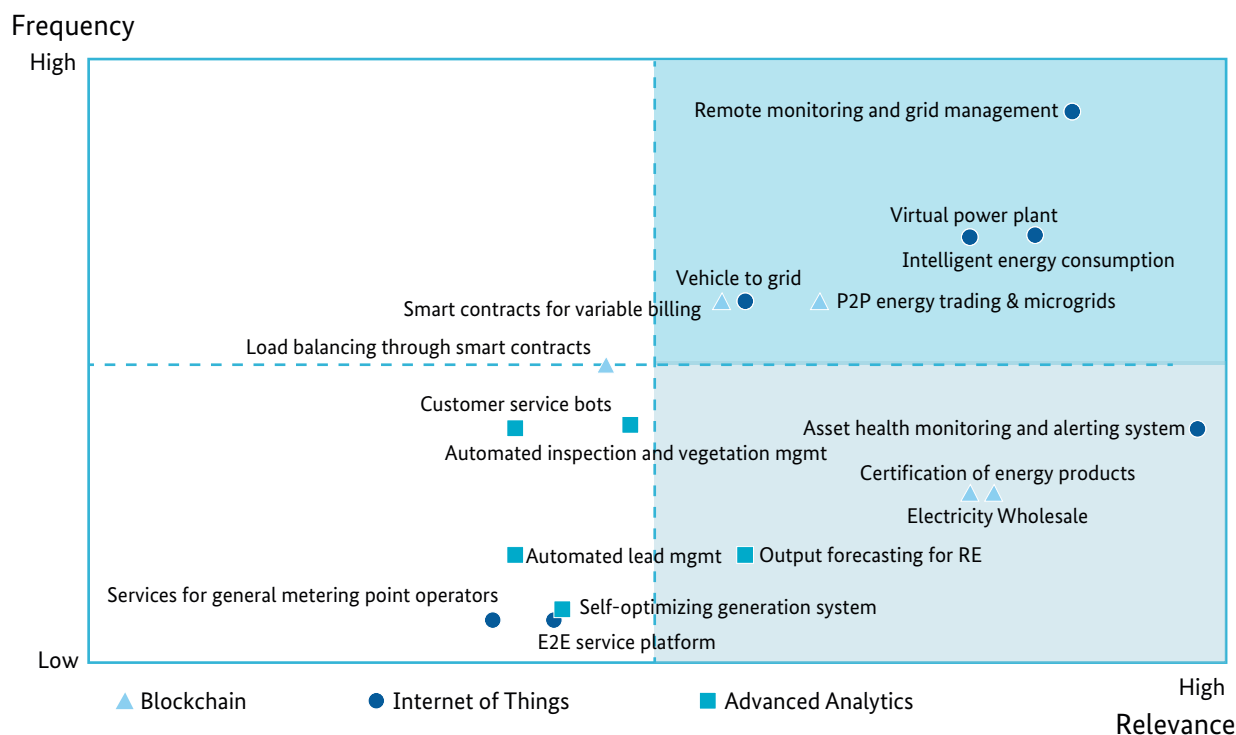 Frequency
High
Remote monitoring and grid management
Virtual power plant
Intelligent energy consumption
Vehicle to grid
Smart contracts for variable billing
P2P energy trading & microgrids
Load balancing through smart contracts
Customer service bots
Automated inspection and vegetation mgmt
Asset health monitoring and alerting system
Certification of energy products
Electricity Wholesale
Automated lead mgmt
Output forecasting for RE
Services for general metering point operators
Self-optimizing generation system
E2E service platform
Low
High
Relevance
Blockchain
Internet of Things
Advanced Analytics